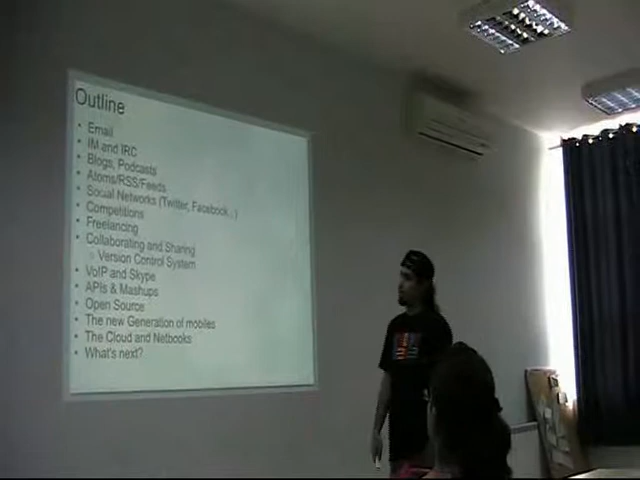 Outline
• Email
• IM and IRC
• Blogs, Podcasts
• Atoms/RSS/Feeds
• Social Networks (Twitter, Facebook...)
• Competitions
• Freelancing
• Collaborating and Sharing
○ Version Control System
• VoIP and Skype
• APIs & Mashups
• Open Source
• The new Generation of mobiles
• The Cloud and Netbooks
• What's next?